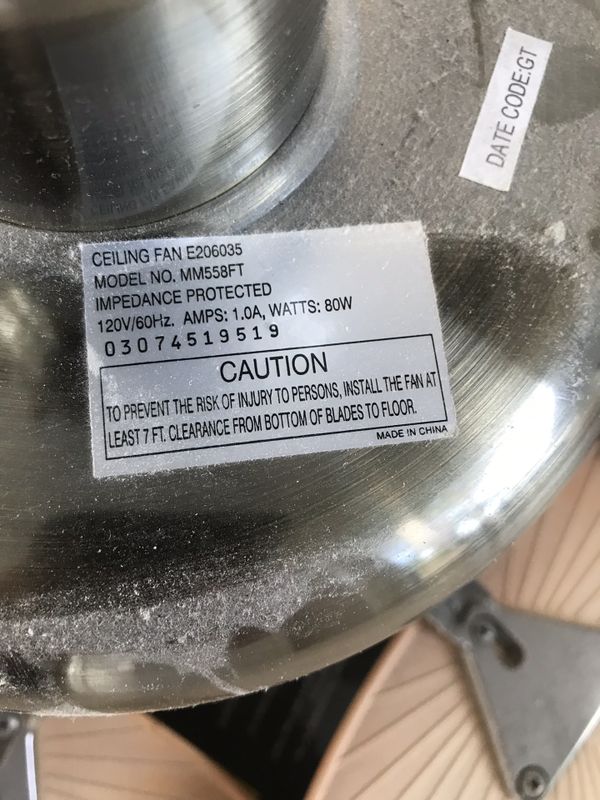 DATE CODE:GT
CEILING FAN E206035
MODEL NO. MM558FT
IMPEDANCE PROTECTED
120V/60Hz. AMPS: 1.0A, WATTS: 80W
03074519519
CAUTION
TO PREVENT THE RISK OF INJURY TO PERSONS, INSTALL THE FAN AT
LEAST 7 FT. CLEARANCE FROM BOTTOM OF BLADES TO FLOOR.
MADE IN CHINA